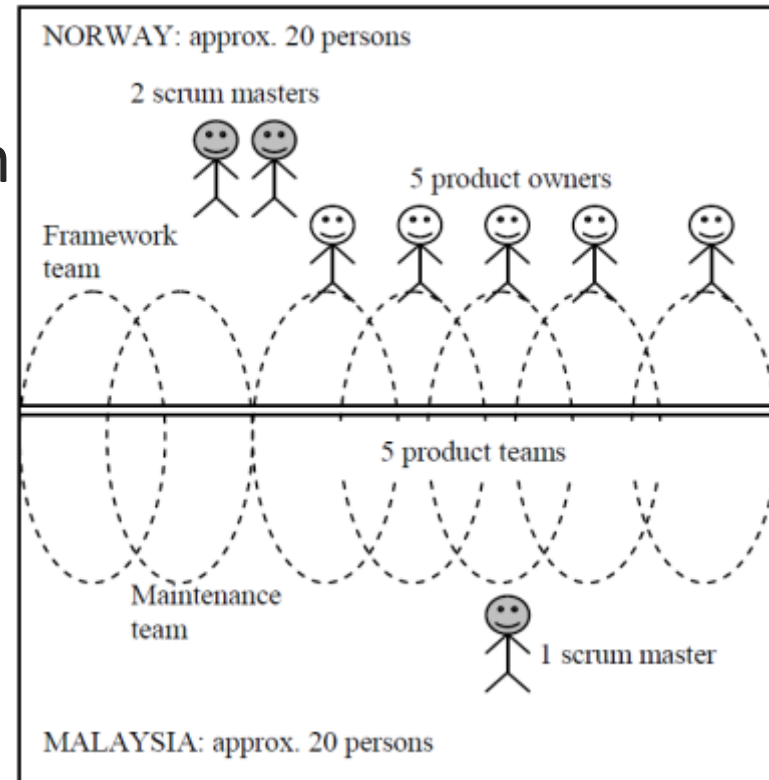 NORWAY: approx. 20 persons
2 scrum masters
5 product owners
Framework
team
5 product teams
Maintenance
team
1 scrum master
MALAYSIA: approx. 20 persons